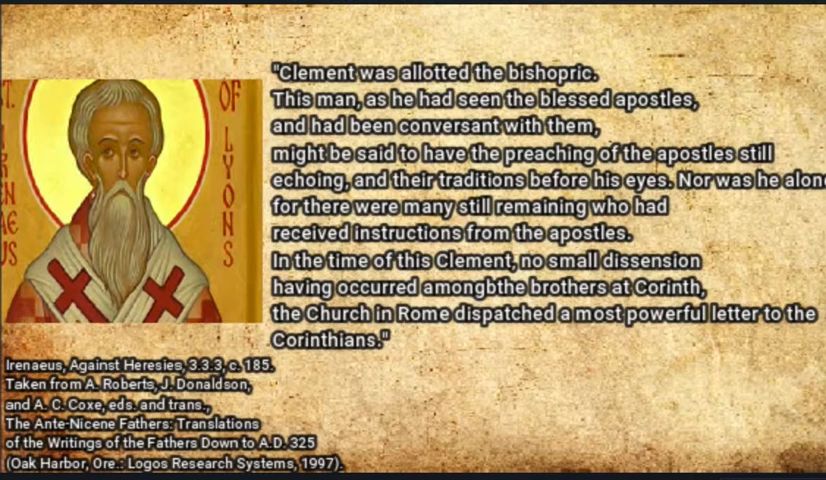 ST.
IRENAEUS
OF
LYONS
"Clement was allotted the bishopric.
This man, as he had seen the blessed apostles,
and had been conversant with them,
might be said to have the preaching of the apostles still
echoing, and their traditions before his eyes. Nor was he alone
for there were many still remaining who had
received instructions from the apostles.
In the time of this Clement, no small dissension
having occurred amongbthe brothers at Corinth,
the Church in Rome dispatched a most powerful letter to the
Corinthians."
Irenaeus, Against Heresies, 3.3.3, c. 185.
Taken from A. Roberts, J. Donaldson,
and A. C. Coxe, eds. and trans.,
The Ante-Nicene Fathers: Translations
of the Writings of the Fathers Down to A.D. 325
(Oak Harbor, Ore.: Logos Research Systems, 1997).